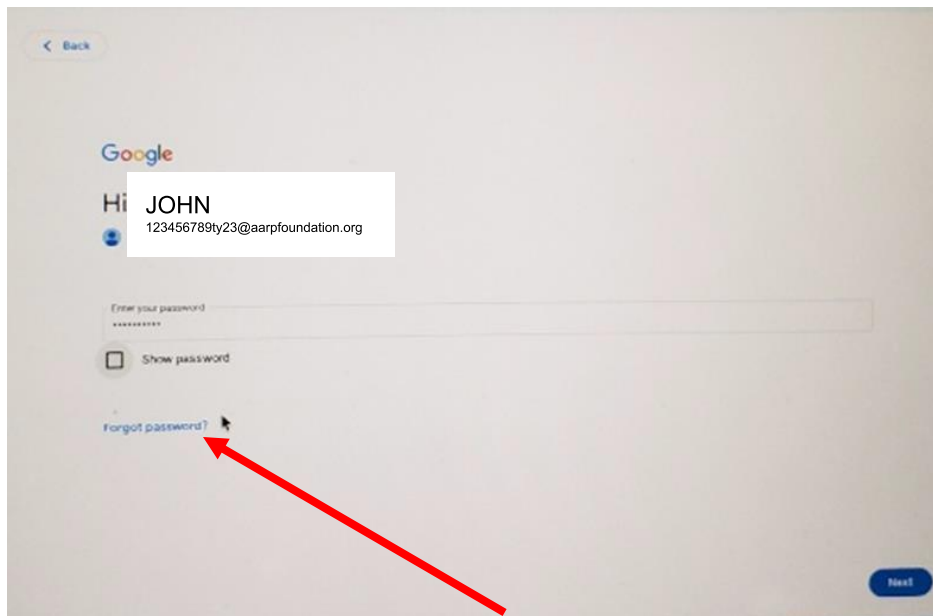 Back
Google
Hi JOHN
123456789ty23@aarpfoundation.org
Enter your password
••••••••••
Show password
Forgot password?
Next